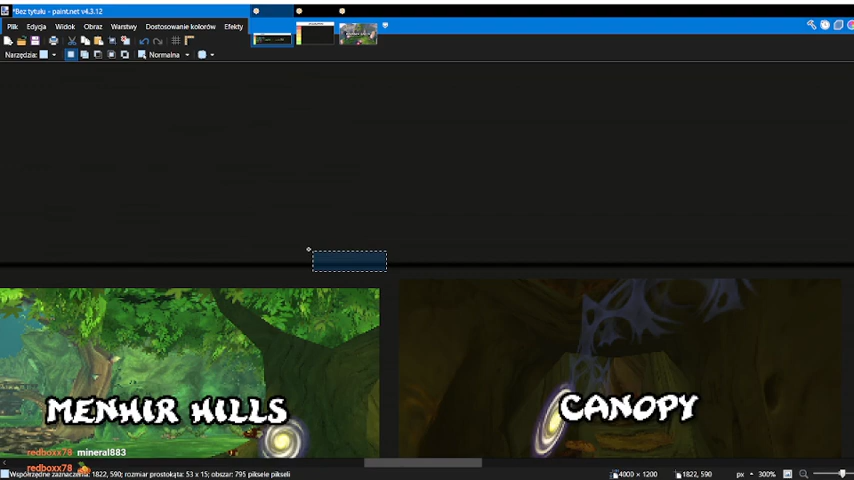 *Bez tytułu - paint.net v4.3.12
Plik Edycja Widok Obraz Warstwy Dostosowanie kolorów Efekty
Narzędzia: Normalna
MENHIR HILLS
CANOPY
redboxx78 mineral883
redboxx78
Współrzędne zaznaczenia: 1822, 590; rozmiar prostokąta: 53 x 15; obszar: 795 piksele pikseli
4000 × 1200
1822, 590
px
300%